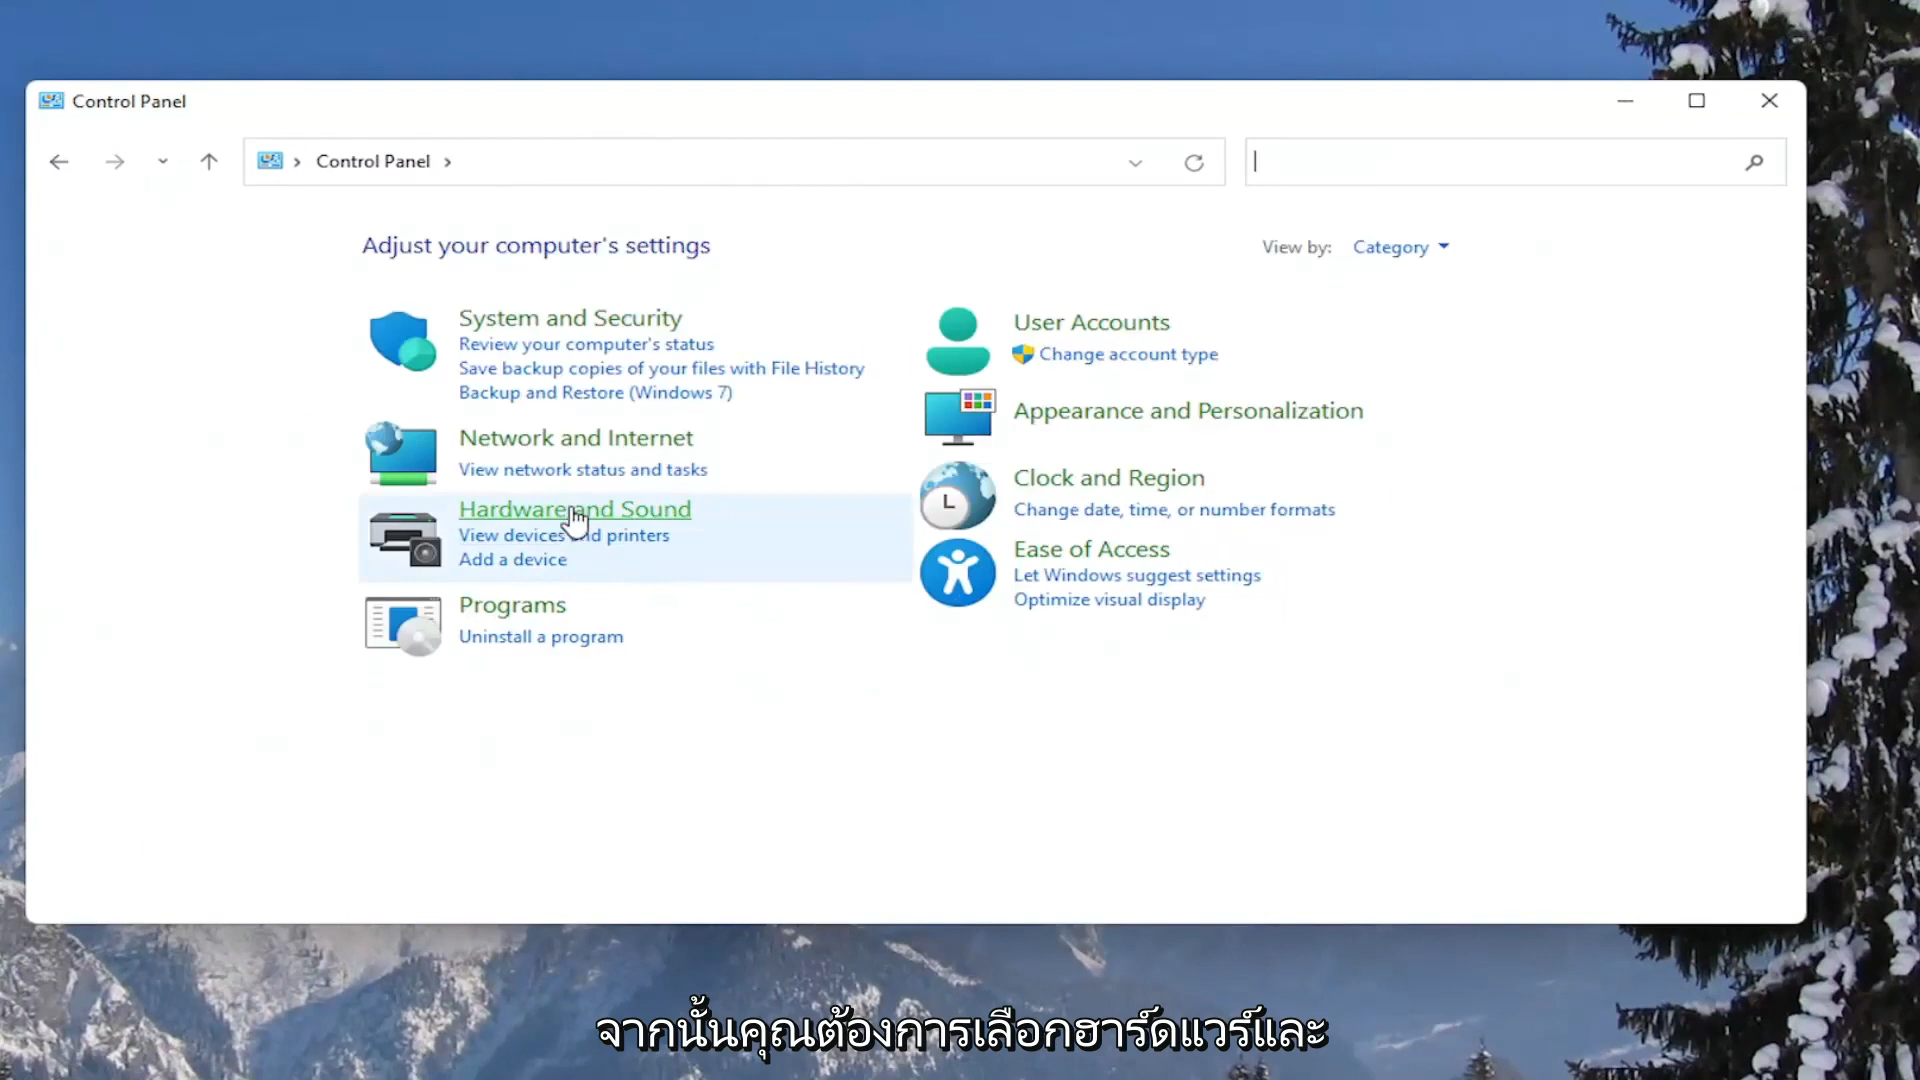 Control Panel
Control Panel
Adjust your computer's settings
View by: Category
System and Security
Review your computer's status
Save backup copies of your files with File History
Backup and Restore (Windows 7)
Network and Internet
View network status and tasks
Hardware and Sound
View devices and printers
Add a device
Programs
Uninstall a program
User Accounts
Change account type
Appearance and Personalization
Clock and Region
Change date, time, or number formats
Ease of Access
Let Windows suggest settings
Optimize visual display
จากนั้นคุณต้องการเลือกฮาร์ดแวร์และ